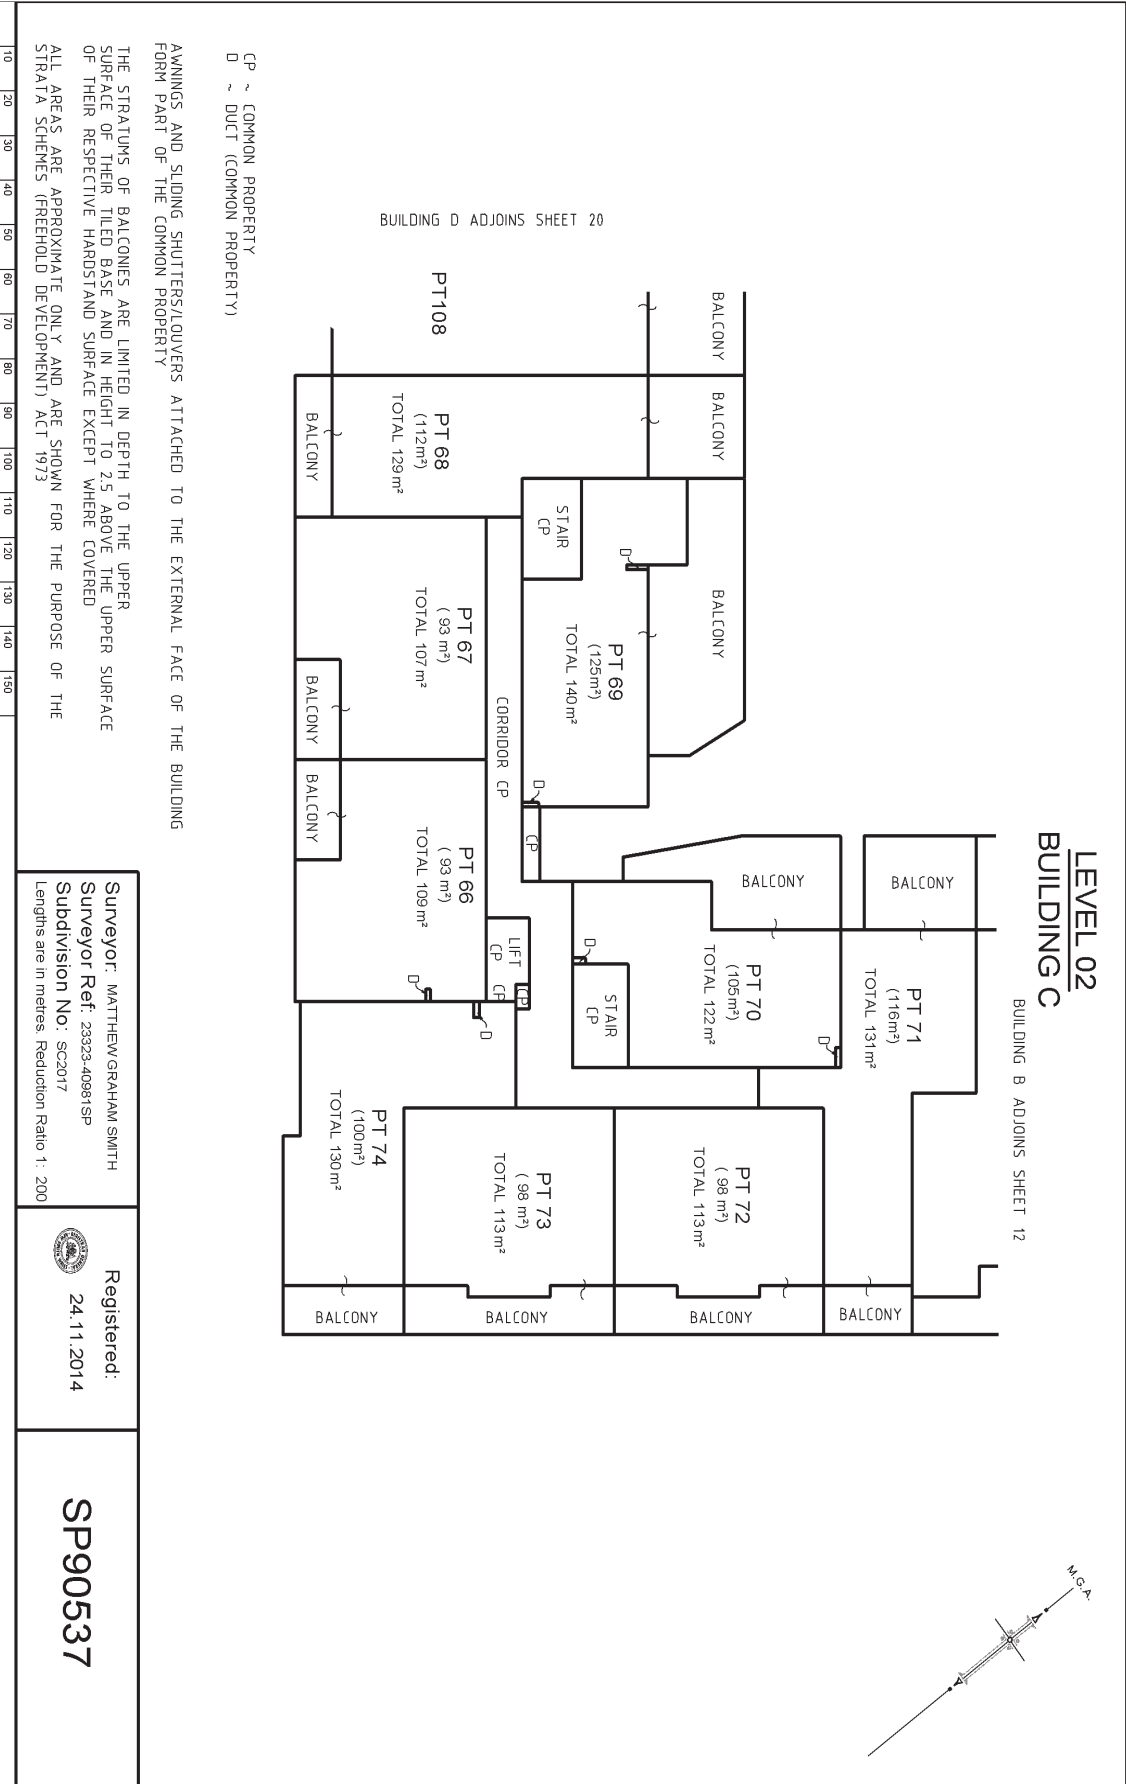 LEVEL 02
BUILDING C
BUILDING B ADJOINS SHEET 12
BUILDING D ADJOINS SHEET 20
M.G.A.
BALCONY
BALCONY
BALCONY
BALCONY
BALCONY
PT108
PT 68
(112m²)
TOTAL 129m²
BALCONY
STAIR
CP
D
PT 69
(125m²)
TOTAL 140m²
D
CP
PT 67
( 93 m²)
TOTAL 107m²
BALCONY
CORRIDOR CP
PT 66
( 93 m²)
TOTAL 109m²
BALCONY
D
LIFT
CP
CP
CP
D
PT 71
(116m²)
TOTAL 131m²
PT 70
(105m²)
TOTAL 122m²
D
D
STAIR
CP
PT 72
( 98 m²)
TOTAL 113m²
PT 73
( 98 m²)
TOTAL 113m²
PT 74
(100m²)
TOTAL 130m²
BALCONY
BALCONY
BALCONY
BALCONY
CP ~ COMMON PROPERTY
D ~ DUCT (COMMON PROPERTY)
AWNINGS AND SLIDING SHUTTERS/LOUVERS ATTACHED TO THE EXTERNAL FACE OF THE BUILDING
FORM PART OF THE COMMON PROPERTY
THE STRATUMS OF BALCONIES ARE LIMITED IN DEPTH TO THE UPPER
SURFACE OF THEIR TILED BASE AND IN HEIGHT TO 2.5 ABOVE THE UPPER SURFACE
OF THEIR RESPECTIVE HARDSTAND SURFACE EXCEPT WHERE COVERED
ALL AREAS ARE APPROXIMATE ONLY AND ARE SHOWN FOR THE PURPOSE OF THE
STRATA SCHEMES (FREEHOLD DEVELOPMENT) ACT 1973
Surveyor: MATTHEW GRAHAM SMITH
Surveyor Ref: 23323-40981SP
Subdivision No: SC2017
Lengths are in metres. Reduction Ratio 1: 200
Registered:
24.11.2014
SP90537
10 20 30 40 50 60 70 80 90 100 110 120 130 140 150